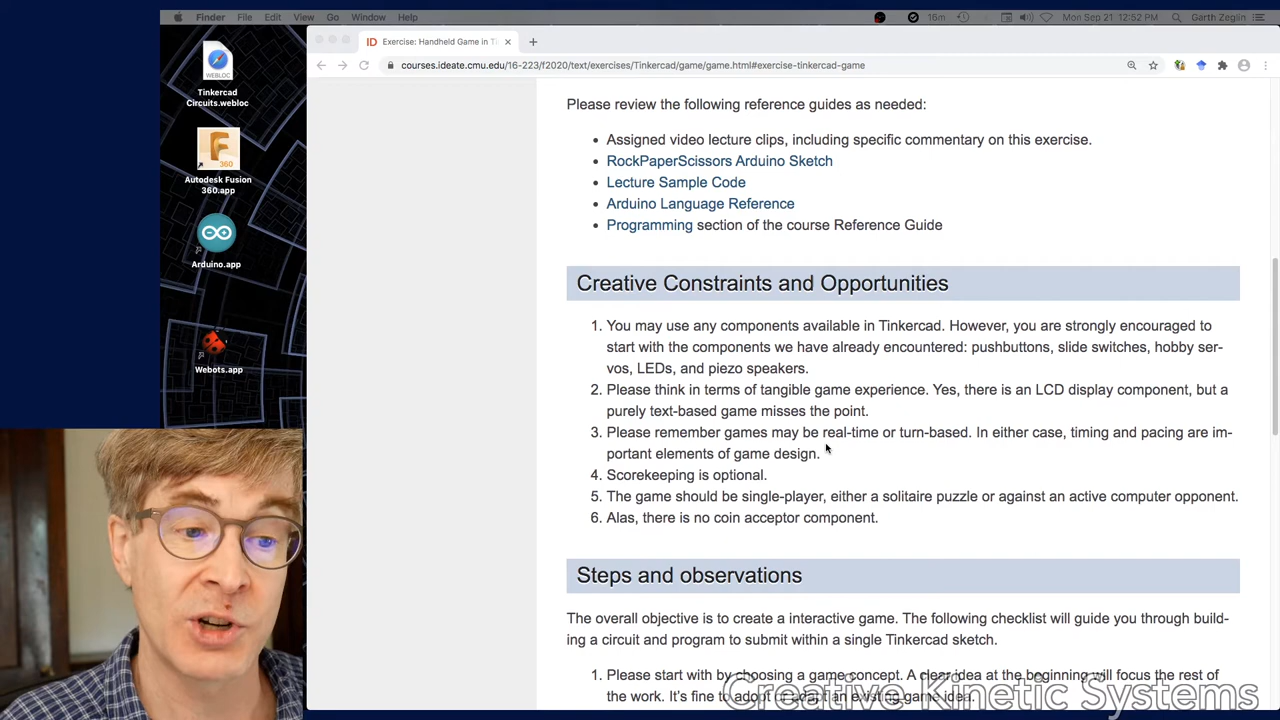 Finder File Edit View Go Window Help
16m Mon Sep 21 12:52 PM Garth Zeglin
ID Exercise: Handheld Game in Ti
courses.ideate.cmu.edu/16-223/f2020/text/exercises/Tinkercad/game/game.html#exercise-tinkercad-game
WEBLOC
Tinkercad
Circuits.webloc
F
360
Autodesk Fusion
360.app
Arduino.app
Webots.app
Please review the following reference guides as needed:
• Assigned video lecture clips, including specific commentary on this exercise.
• RockPaperScissors Arduino Sketch
• Lecture Sample Code
• Arduino Language Reference
• Programming section of the course Reference Guide
Creative Constraints and Opportunities
1. You may use any components available in Tinkercad. However, you are strongly encouraged to
start with the components we have already encountered: pushbuttons, slide switches, hobby ser-
vos, LEDs, and piezo speakers.
2. Please think in terms of tangible game experience. Yes, there is an LCD display component, but a
purely text-based game misses the point.
3. Please remember games may be real-time or turn-based. In either case, timing and pacing are im-
portant elements of game design.
4. Scorekeeping is optional.
5. The game should be single-player, either a solitaire puzzle or against an active computer opponent.
6. Alas, there is no coin acceptor component.
Steps and observations
The overall objective is to create a interactive game. The following checklist will guide you through build-
ing a circuit and program to submit within a single Tinkercad sketch.
1. Please start with by choosing a game concept. A clear idea at the beginning will focus the rest of
the work. It's fine to adopt or adapt an existing game idea.
Creative Kinetic Systems